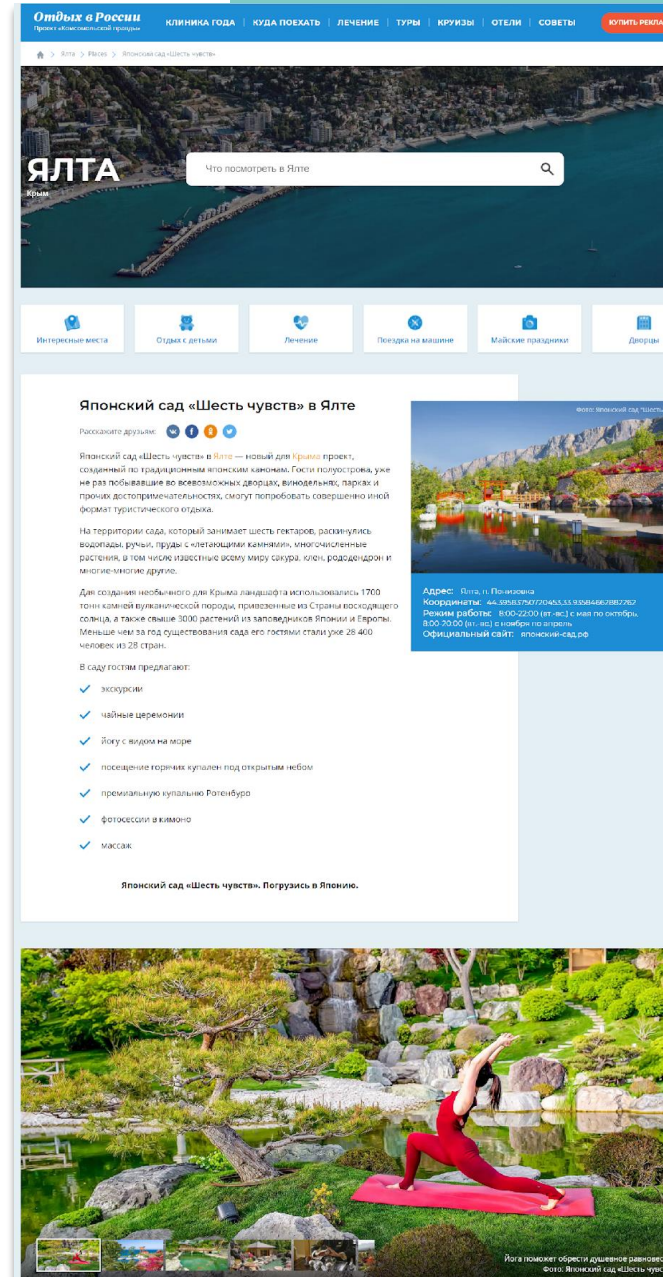 Отдых в России
Проект «Комсомольской правды»
КЛИНИКА ГОДА | КУДА ПОЕХАТЬ | ЛЕЧЕНИЕ | ТУРЫ | КРУИЗЫ | ОТЕЛИ | СОВЕТЫ
КУПИТЬ РЕКЛА
Ялта > Places > Японский сад «Шесть чувств»
ЯЛТА
Крым
Что посмотреть в Ялте
Интересные места
Отдых с детьми
Лечение
Поездка на машине
Майские праздники
Дворцы
Японский сад «Шесть чувств» в Ялте
Расскажите друзьям:
Японский сад «Шесть чувств» в Ялте — новый для Крыма проект,
созданный по традиционным японским канонам. Гости полуострова, уже
не раз побывавшие во всевозможных дворцах, винодельнях, парках и
прочих достопримечательностях, смогут попробовать совершенно иной
формат туристического отдыха.
На территории сада, который занимает шесть гектаров, раскинулись
водопады, ручьи, пруды с «летающими камнями», многочисленные
растения, в том числе известные всему миру сакура, клен, рододендрон и
многие-многие другие.
Для создания необычного для Крыма ландшафта использовались 1700
тонн камней вулканической породы, привезенные из Страны восходящего
солнца, а также свыше 3000 растений из заповедников Японии и Европы.
Меньше чем за год существования сада его гостями стали уже 28 400
человек из 28 стран.
В саду гостям предлагают:
экскурсии
чайные церемонии
йогу с видом на море
посещение горячих купален под открытым небом
премиальную купальню Ротенбуро
фотосессии в кимоно
массаж
Японский сад «Шесть чувств». Погрузись в Японию.
Фото: Японский сад "Шесть
Адрес: Ялта, п. Понизовка
Координаты: 44.39583750720453,33.93584662882762
Режим работы: 8:00-22:00 (вт.-вс.) с мая по октябрь,
8:00-20:00 (вт.-вс.) с ноября по апрель
Официальный сайт: японский-сад.рф
Йога поможет обрести душевное равновес
Фото: Японский сад «Шесть чувс